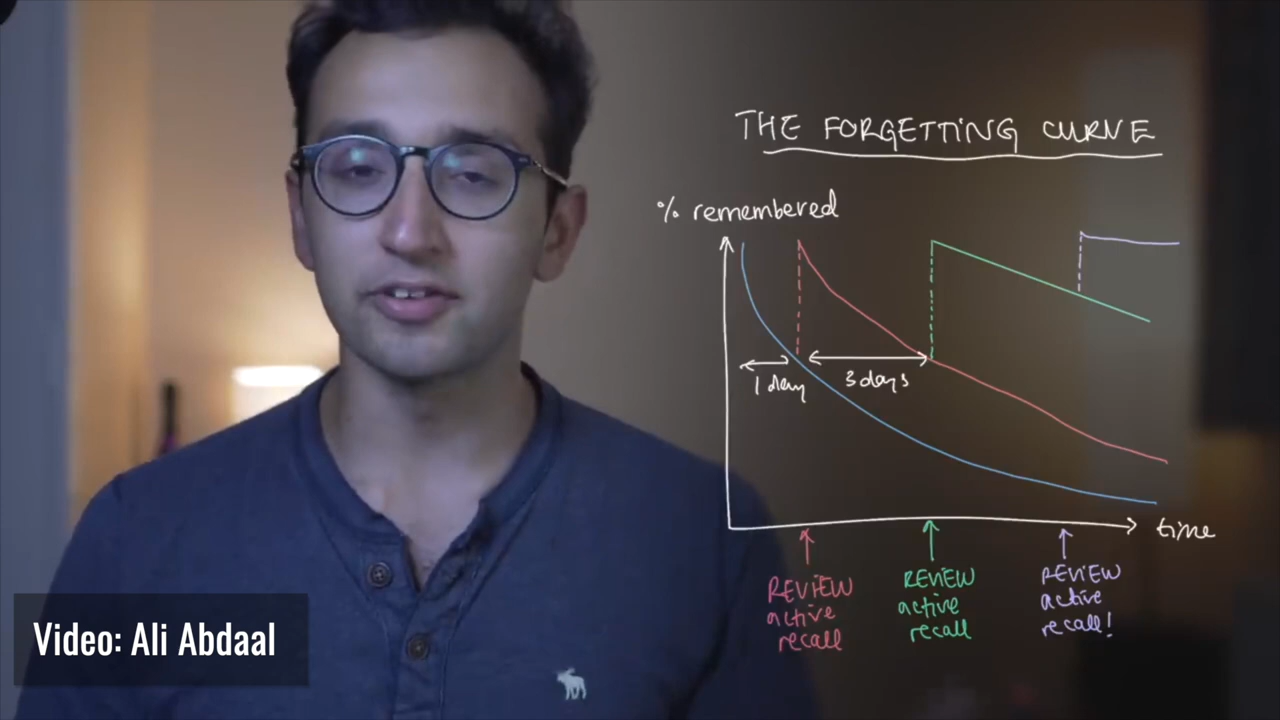 THE FORGETTING CURVE
% remembered
1 day
3 days
time
REVIEW
active
recall
REVIEW
active
recall
REVIEW
active
recall!
Video: Ali Abdaal